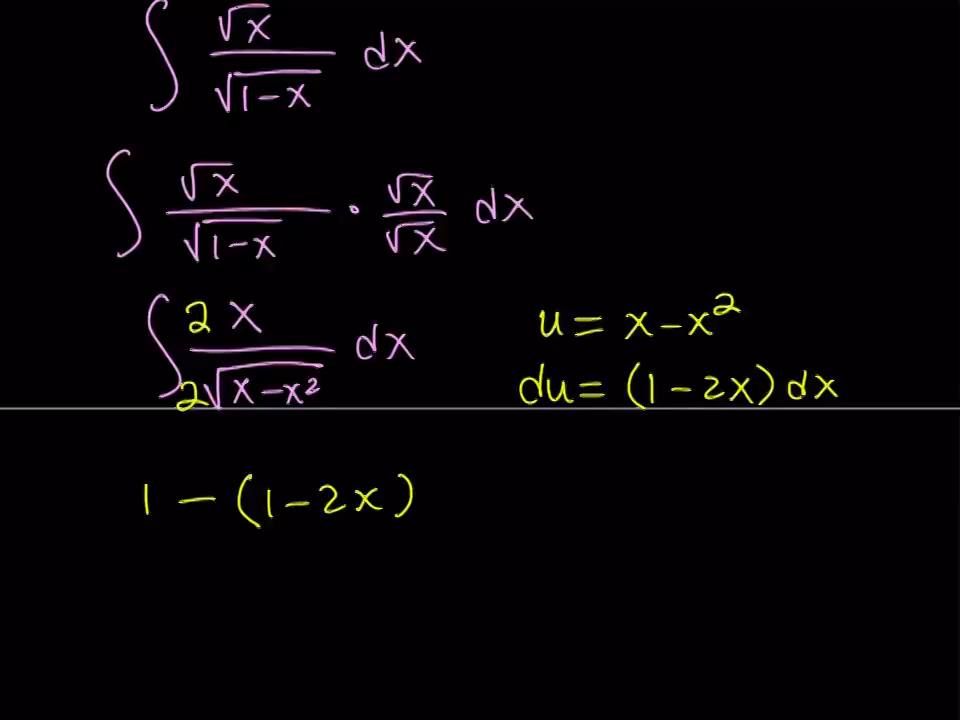 ∫ √x / √(1-x) dx
∫ √x / √(1-x) · √x / √x dx
∫ 2x / 2√(x-x²) dx
u = x-x²
du = (1-2x) dx
1 - (1-2x)